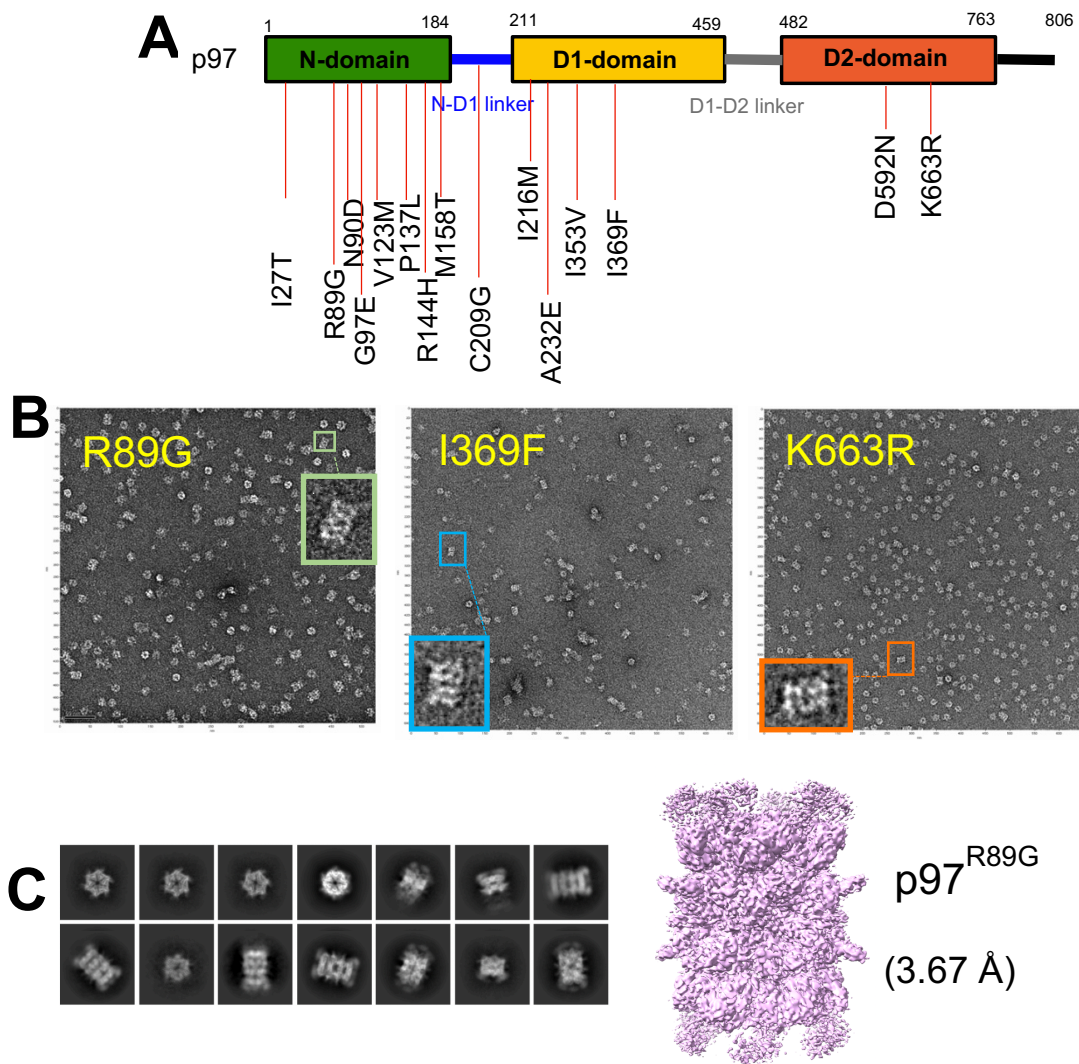 A
p97
1
184
211
459
482
763
806
N-domain
D1-domain
D2-domain
N-D1 linker
D1-D2 linker
I27T
R89G
N90D
G97E
V123M
P137L
R144H
M158T
C209G
I216M
A232E
I353V
I369F
D592N
K663R
B
R89G
I369F
K663R
C
p97R89G
(3.67 Å)